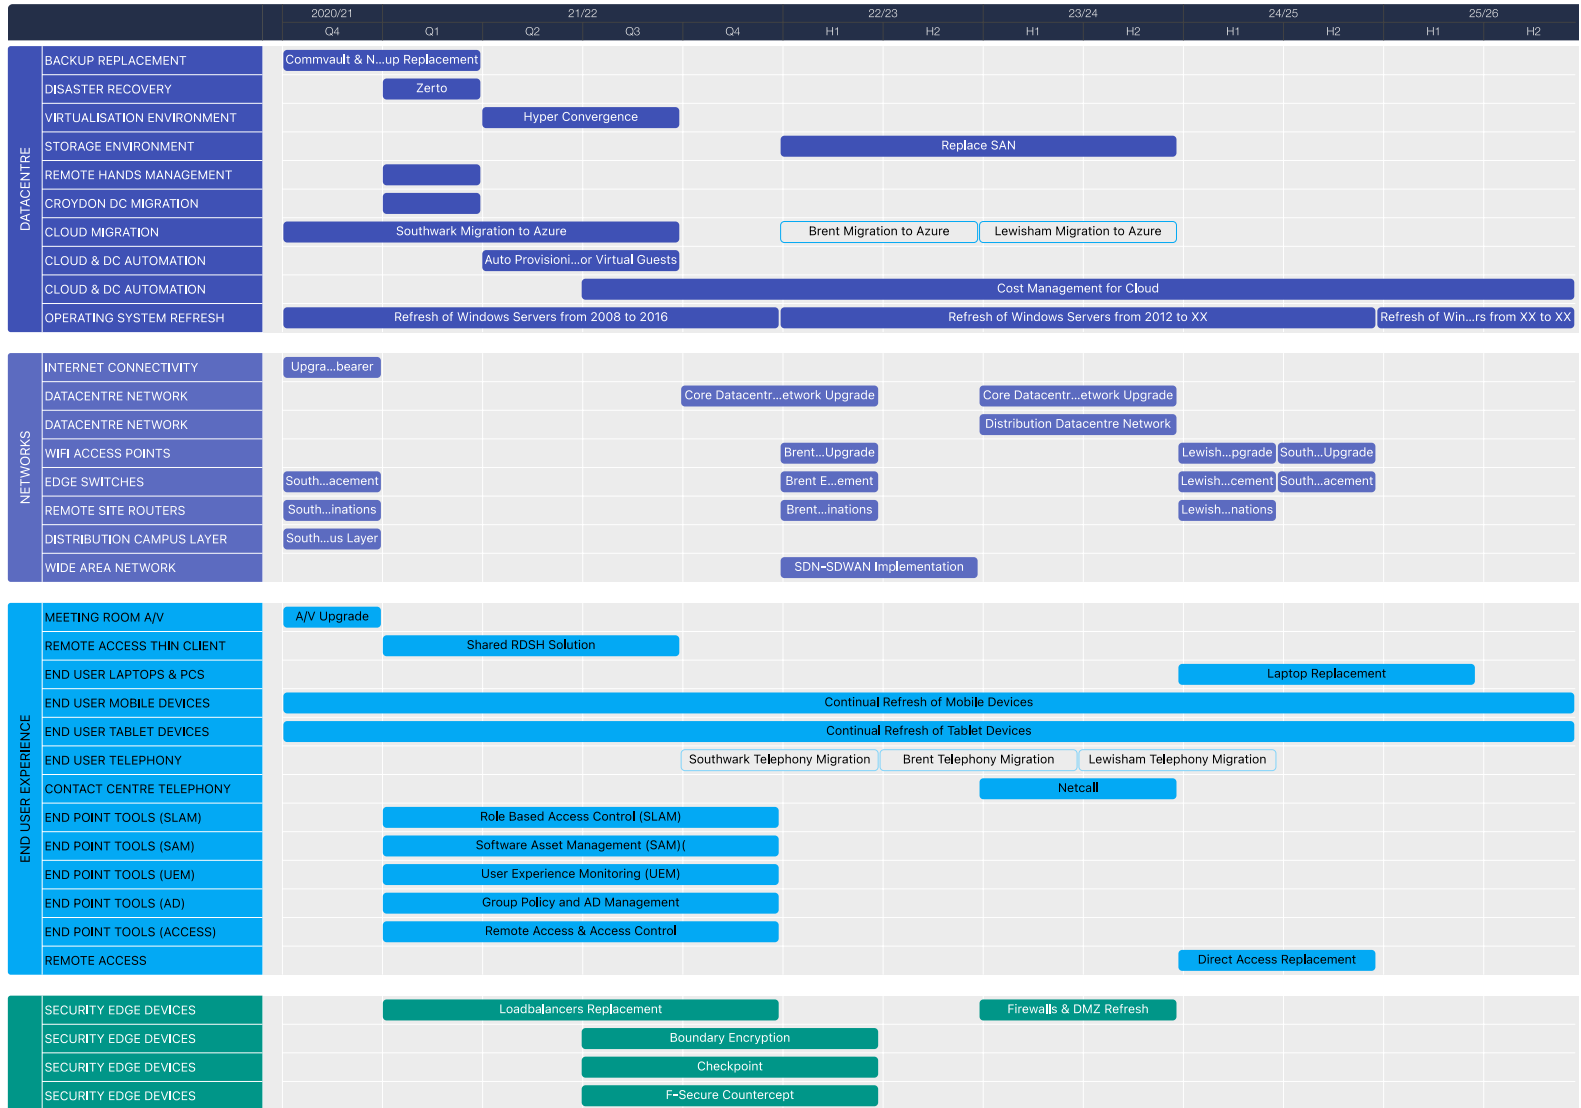 2020/21 21/22 22/23 23/24 24/25 25/26
Q4 Q1 Q2 Q3 Q4 H1 H2 H1 H2 H1 H2 H1 H2
DATACENTRE
BACKUP REPLACEMENT Commvault & N...up Replacement
DISASTER RECOVERY Zerto
VIRTUALISATION ENVIRONMENT Hyper Convergence
STORAGE ENVIRONMENT Replace SAN
REMOTE HANDS MANAGEMENT
CROYDON DC MIGRATION
CLOUD MIGRATION Southwark Migration to Azure Brent Migration to Azure Lewisham Migration to Azure
CLOUD & DC AUTOMATION Auto Provisioni...or Virtual Guests
CLOUD & DC AUTOMATION Cost Management for Cloud
OPERATING SYSTEM REFRESH Refresh of Windows Servers from 2008 to 2016 Refresh of Windows Servers from 2012 to XX Refresh of Win...rs from XX to XX
NETWORKS
INTERNET CONNECTIVITY Upgra...bearer
DATACENTRE NETWORK Core Datacentr...etwork Upgrade Core Datacentr...etwork Upgrade
DATACENTRE NETWORK Distribution Datacentre Network
WIFI ACCESS POINTS Brent...Upgrade Lewish...pgrade South...Upgrade
EDGE SWITCHES South...acement Brent E...ement Lewish...cement South...acement
REMOTE SITE ROUTERS South...inations Brent...inations Lewish...nations
DISTRIBUTION CAMPUS LAYER South...us Layer
WIDE AREA NETWORK SDN-SDWAN Implementation
END USER EXPERIENCE
MEETING ROOM A/V A/V Upgrade
REMOTE ACCESS THIN CLIENT Shared RDSH Solution
END USER LAPTOPS & PCS Laptop Replacement
END USER MOBILE DEVICES Continual Refresh of Mobile Devices
END USER TABLET DEVICES Continual Refresh of Tablet Devices
END USER TELEPHONY Southwark Telephony Migration Brent Telephony Migration Lewisham Telephony Migration
CONTACT CENTRE TELEPHONY Netcall
END POINT TOOLS (SLAM) Role Based Access Control (SLAM)
END POINT TOOLS (SAM) Software Asset Management (SAM)(
END POINT TOOLS (UEM) User Experience Monitoring (UEM)
END POINT TOOLS (AD) Group Policy and AD Management
END POINT TOOLS (ACCESS) Remote Access & Access Control
REMOTE ACCESS Direct Access Replacement
SECURITY EDGE DEVICES Loadbalancers Replacement Firewalls & DMZ Refresh
SECURITY EDGE DEVICES Boundary Encryption
SECURITY EDGE DEVICES Checkpoint
SECURITY EDGE DEVICES F-Secure Countercept